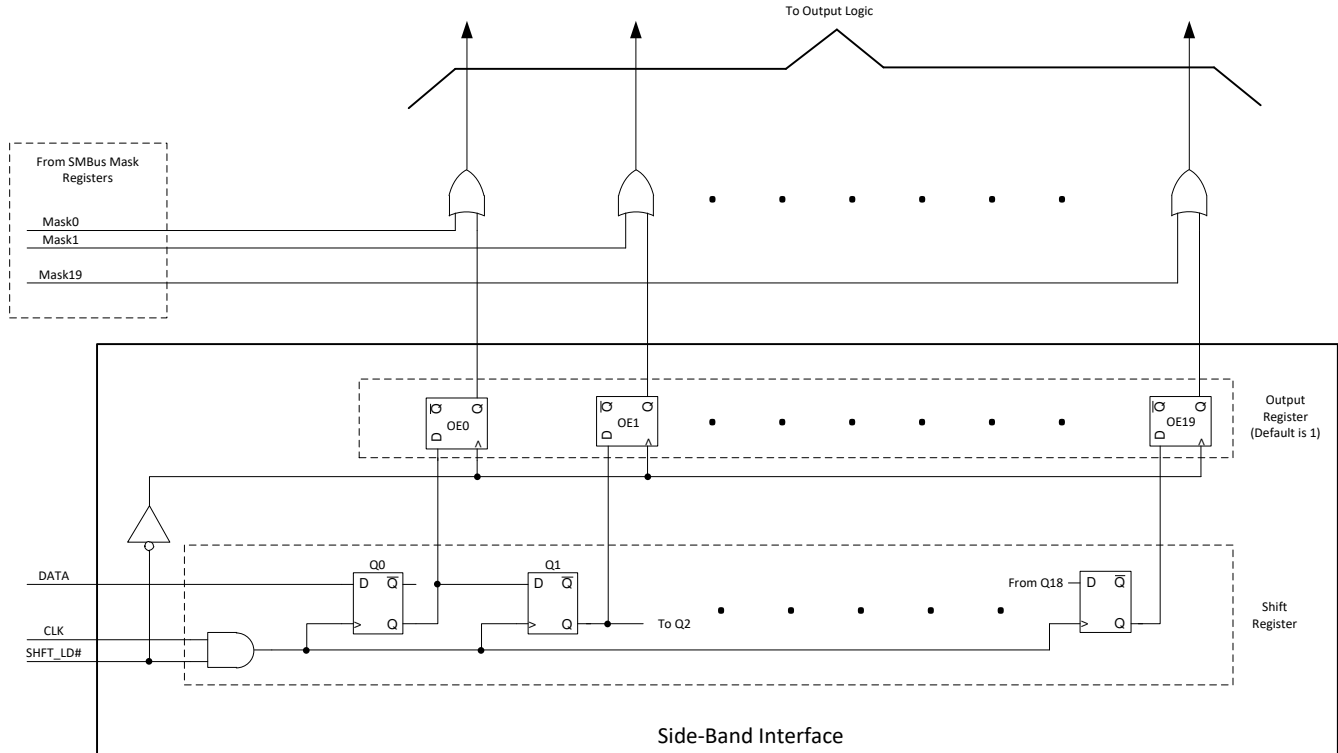 To Output Logic
From SMBus Mask
Registers
Mask0
Mask1
Mask19
Q Q
D OE0 >
Q Q
D OE1 >
Q Q
D OE19 >
Output
Register
(Default is 1)
DATA
CLK
SHFT_LD#
Q0
D Q
> Q
Q1
D Q
> Q
To Q2
From Q18
D Q
> Q
Shift
Register
Side-Band Interface